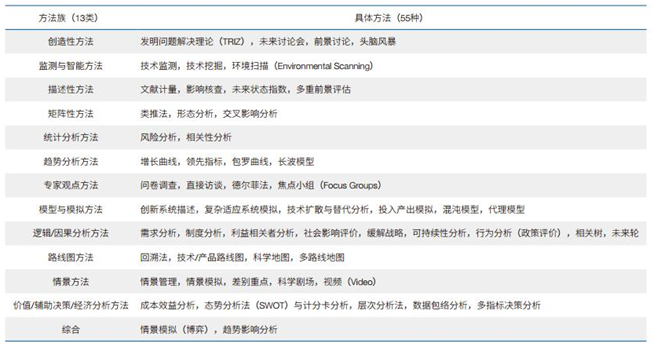 方法族（13类） 具体方法（55种）
创造性方法 发明问题解决理论（TRIZ），未来讨论会，前景讨论，头脑风暴
监测与智能方法 技术监测，技术挖掘，环境扫描（Environmental Scanning）
描述性方法 文献计量，影响核查，未来状态指数，多重前景评估
矩阵性方法 类推法，形态分析，交叉影响分析
统计分析方法 风险分析，相关性分析
趋势分析方法 增长曲线，领先指标，包罗曲线，长波模型
专家观点方法 问卷调查，直接访谈，德尔菲法，焦点小组（Focus Groups）
模型与模拟方法 创新系统描述，复杂适应系统模拟，技术扩散与替代分析，投入产出模拟，混沌模型，代理模型
逻辑/因果分析方法 需求分析，制度分析，利益相关者分析，社会影响评价，缓解战略，可持续性分析，行为分析（政策评价），相关树，未来轮
路线图方法 回溯法，技术/产品路线图，科学地图，多路线地图
情景方法 情景管理，情景模拟，差别重点，科学剧场，视频（Video）
价值/辅助决策/经济分析方法 成本效益分析，态势分析法（SWOT）与计分卡分析，层次分析法，数据包络分析，多指标决策分析
综合 情景模拟（博弈），趋势影响分析